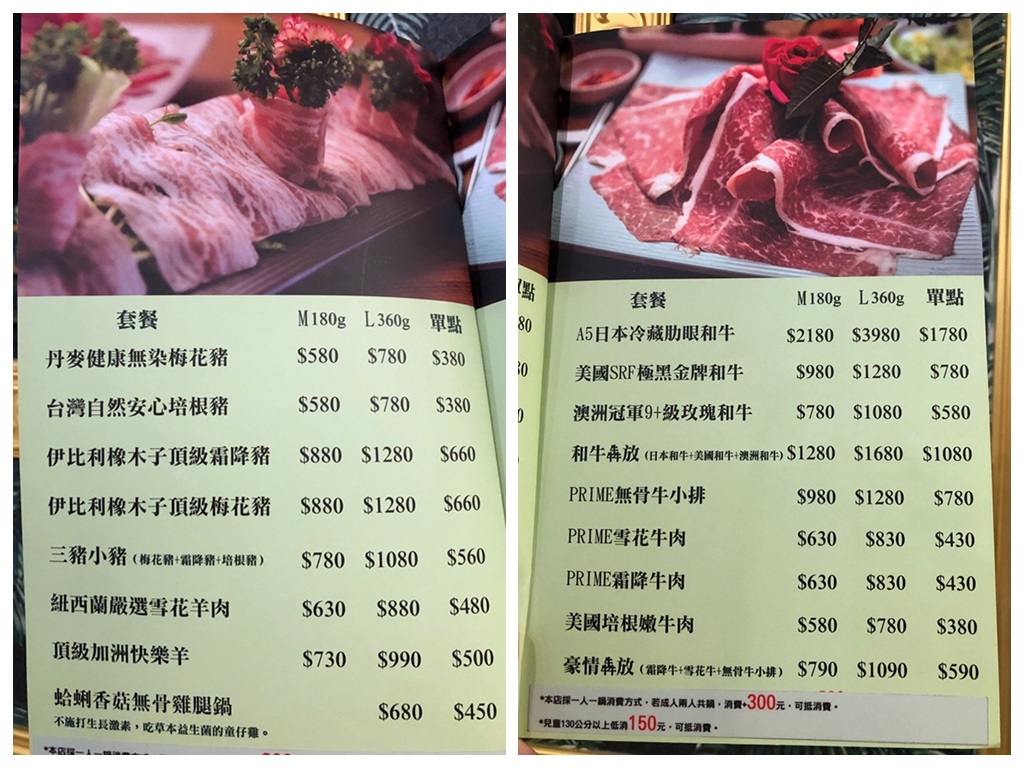 套餐 M180g L360g 單點
丹麥健康無染梅花豬 $580 $780 $380
台灣自然安心培根豬 $580 $780 $380
伊比利橡木子頂級霜降豬 $880 $1280 $660
伊比利橡木子頂級梅花豬 $880 $1280 $660
三豬小豬(梅花豬+霜降豬+培根豬) $780 $1080 $560
紐西蘭嚴選雪花羊肉 $630 $880 $480
頂級加洲快樂羊 $730 $990 $500
蛤蜊香菇無骨雞腿鍋 $680 $450
不施打生長激素,吃草本益生菌的童仔雞。
*本店採一人一鍋消費方式
單點
80
套餐 M180g L360g 單點
A5日本冷藏肋眼和牛 $2180 $3980 $1780
美國SRF極黑金牌和牛 $980 $1280 $780
澳洲冠軍9+級玫瑰和牛 $780 $1080 $580
和牛犇放(日本和牛+美國和牛+澳洲和牛) $1280 $1680 $1080
PRIME無骨牛小排 $980 $1280 $780
PRIME雪花牛肉 $630 $830 $430
PRIME霜降牛肉 $630 $830 $430
美國培根嫩牛肉 $580 $780 $380
豪情犇放(霜降牛+雪花牛+無骨牛小排) $790 $1090 $590
*本店採一人一鍋消費方式,若成人兩人共鍋,消費+300元,可抵消費。
*兒童130公分以上低消150元,可抵消費。